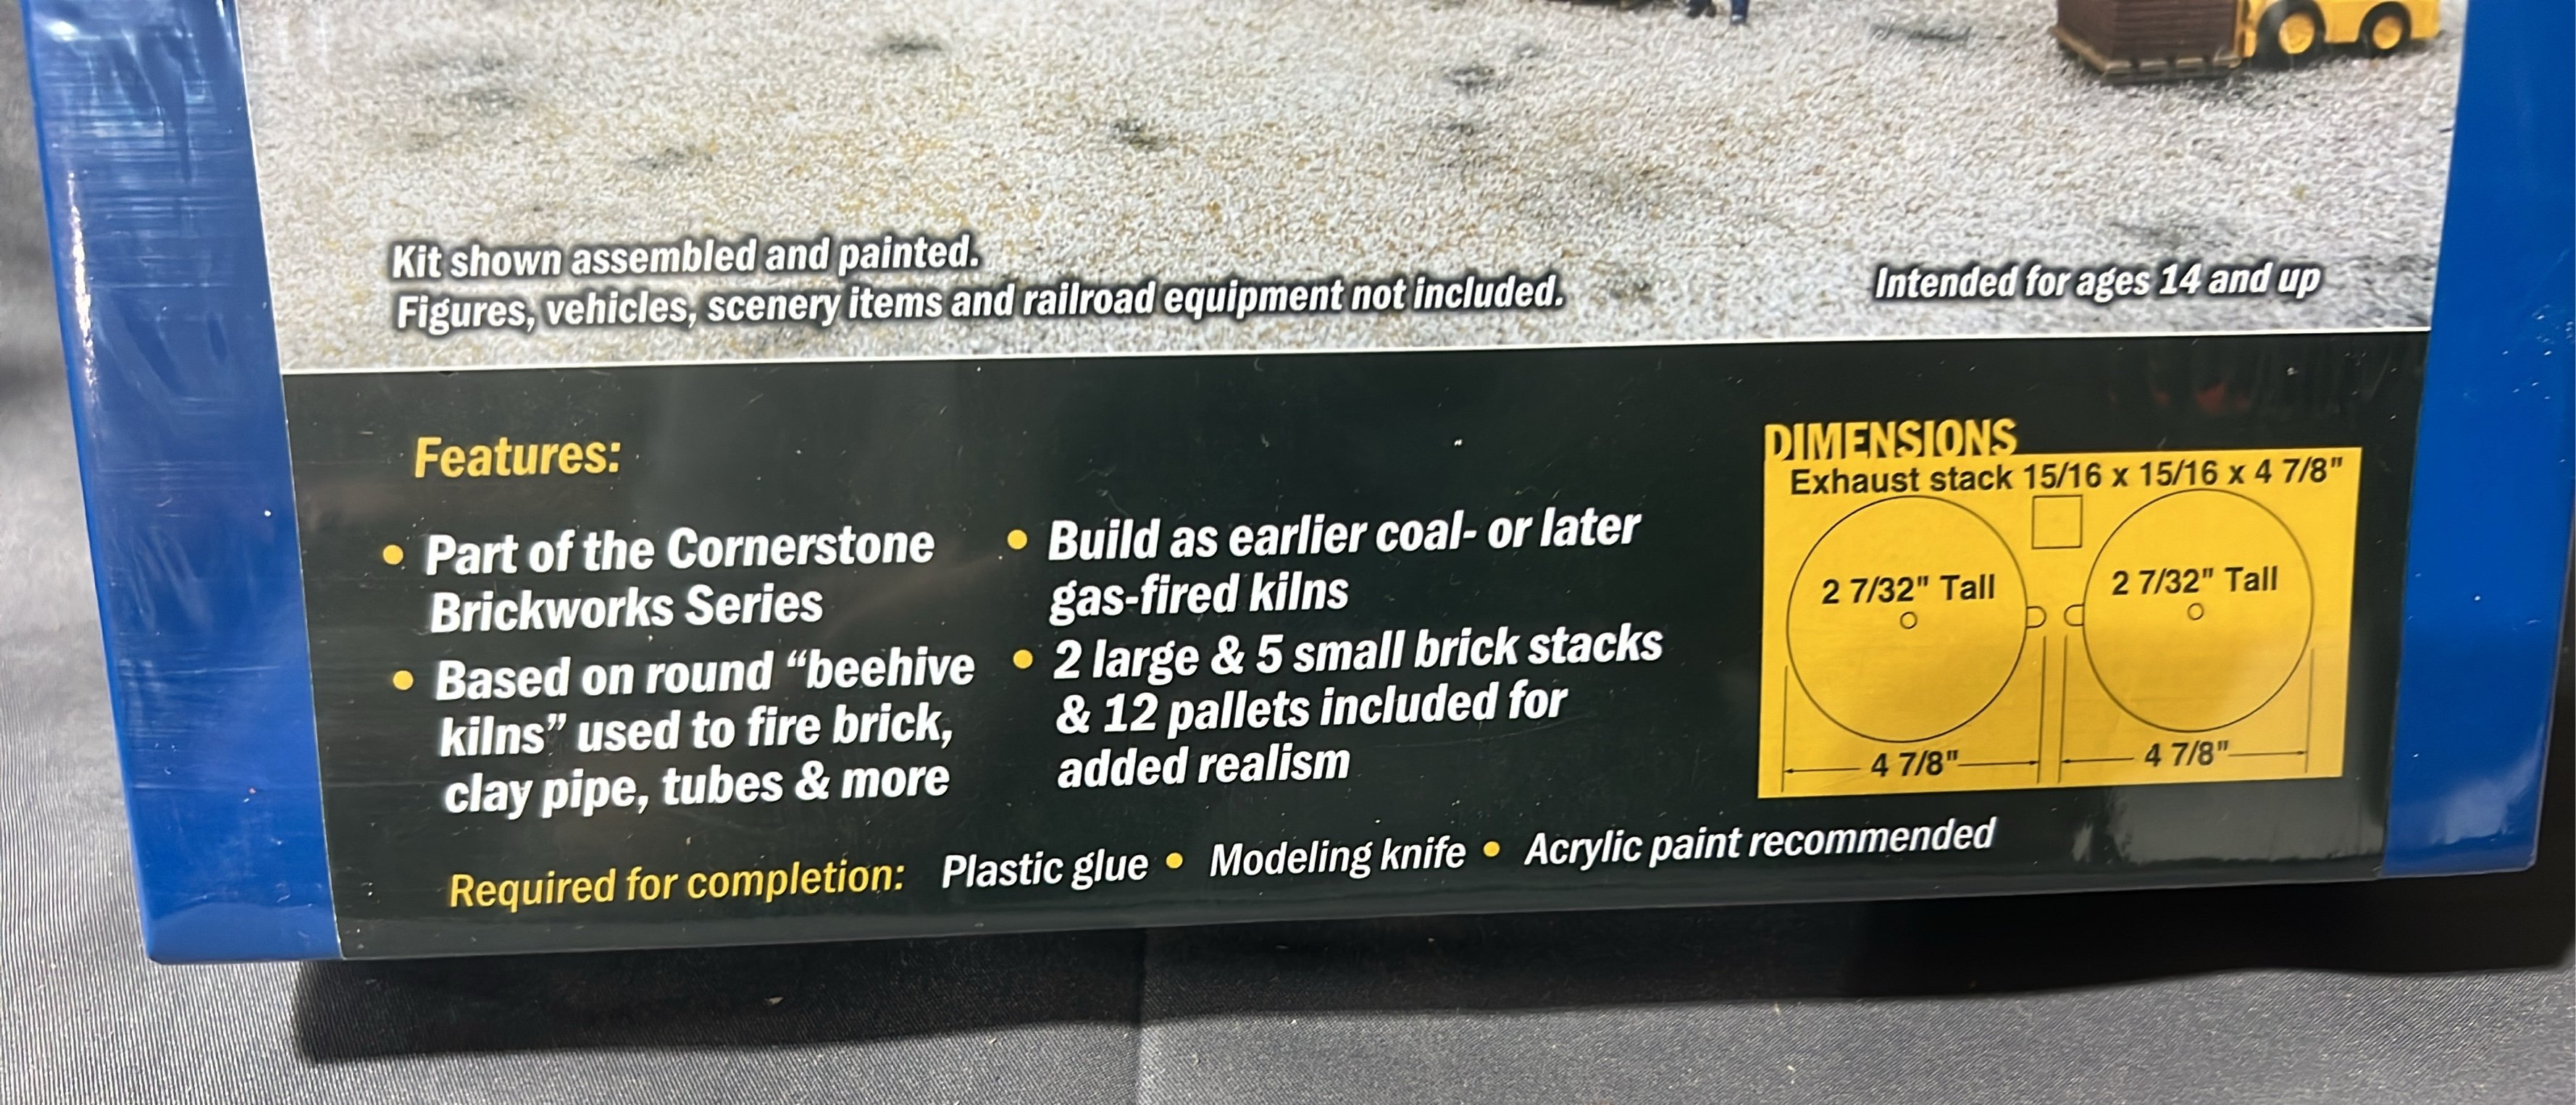 Kit shown assembled and painted.
Figures, vehicles, scenery items and railroad equipment not included.
Intended for ages 14 and up
Features:
• Part of the Cornerstone
Brickworks Series
• Based on round “beehive
kilns” used to fire brick,
clay pipe, tubes & more
• Build as earlier coal- or later
gas-fired kilns
• 2 large & 5 small brick stacks
& 12 pallets included for
added realism
DIMENSIONS
Exhaust stack 15/16 x 15/16 x 4 7/8"
2 7/32" Tall
2 7/32" Tall
4 7/8"
4 7/8"
Required for completion: Plastic glue • Modeling knife • Acrylic paint recommended